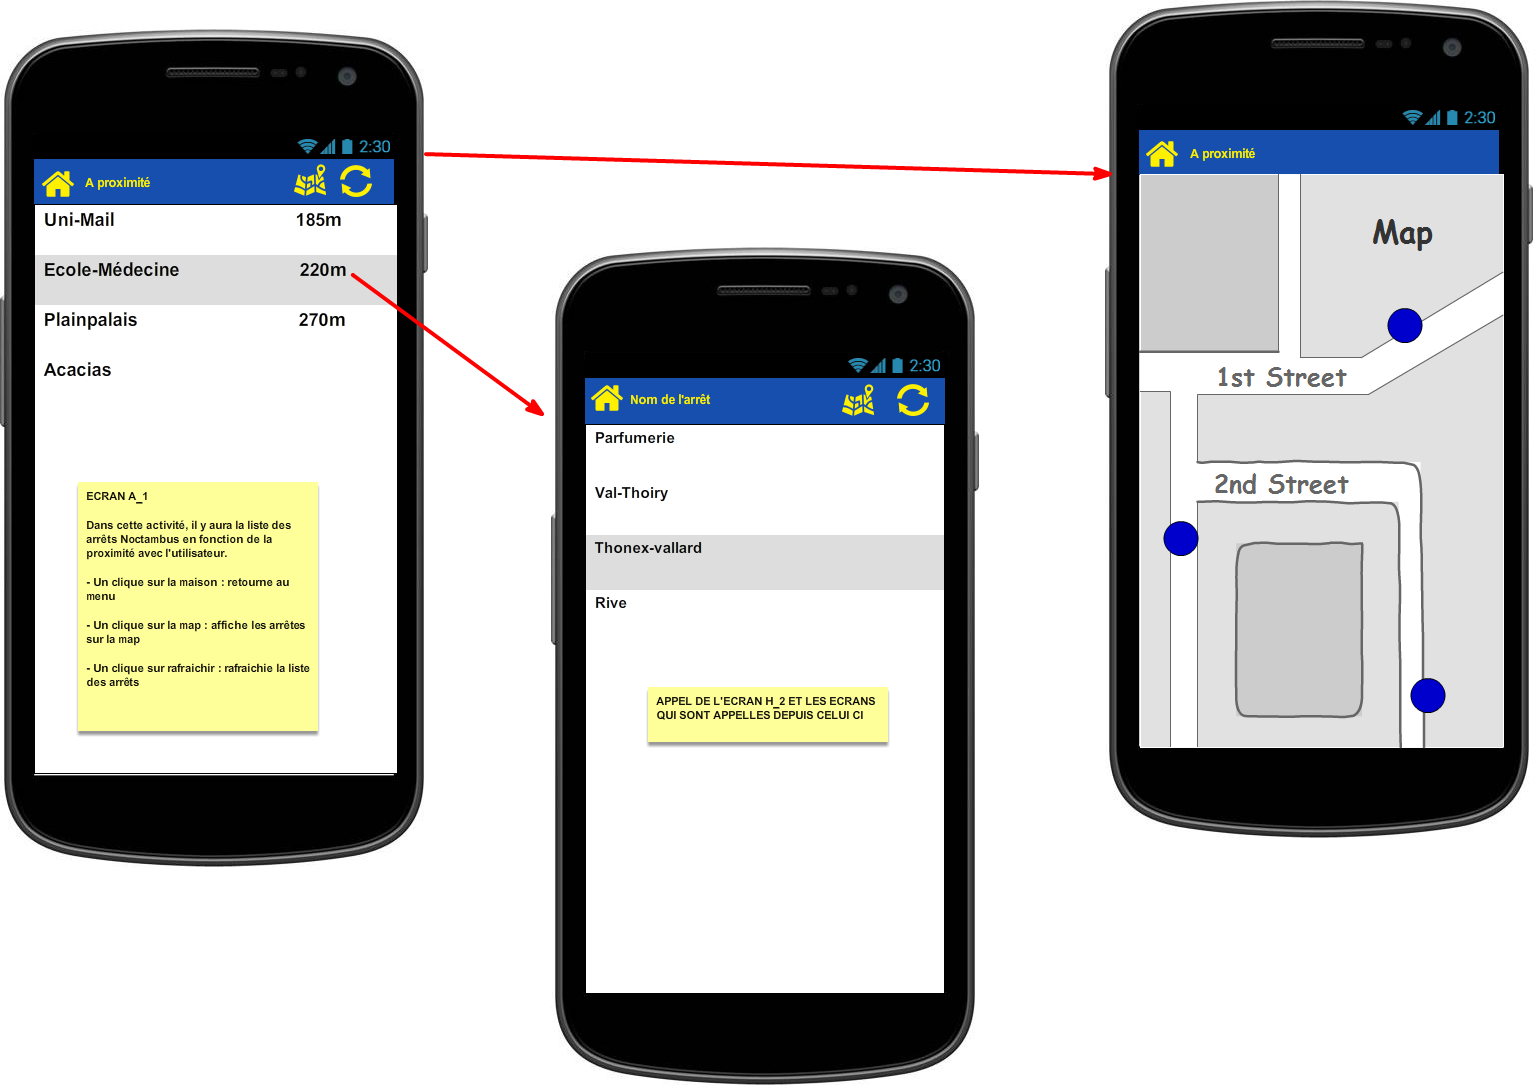 2:30
A proximité
Uni-Mail 185m
Ecole-Médecine 220m
Plainpalais 270m
Acacias
ECRAN A_1
Dans cette activité, il y aura la liste des
arrêts Noctambus en fonction de la
proximité avec l'utilisateur.
- Un clique sur la maison : retourne au
menu
- Un clique sur la map : affiche les arrêtes
sur la map
- Un clique sur rafraichir : rafraichie la liste
des arrêts
2:30
Nom de l'arrêt
Parfumerie
Val-Thoiry
Thonex-vallard
Rive
APPEL DE L'ECRAN H_2 ET LES ECRANS
QUI SONT APPELLES DEPUIS CELUI CI
2:30
A proximité
Map
1st Street
2nd Street